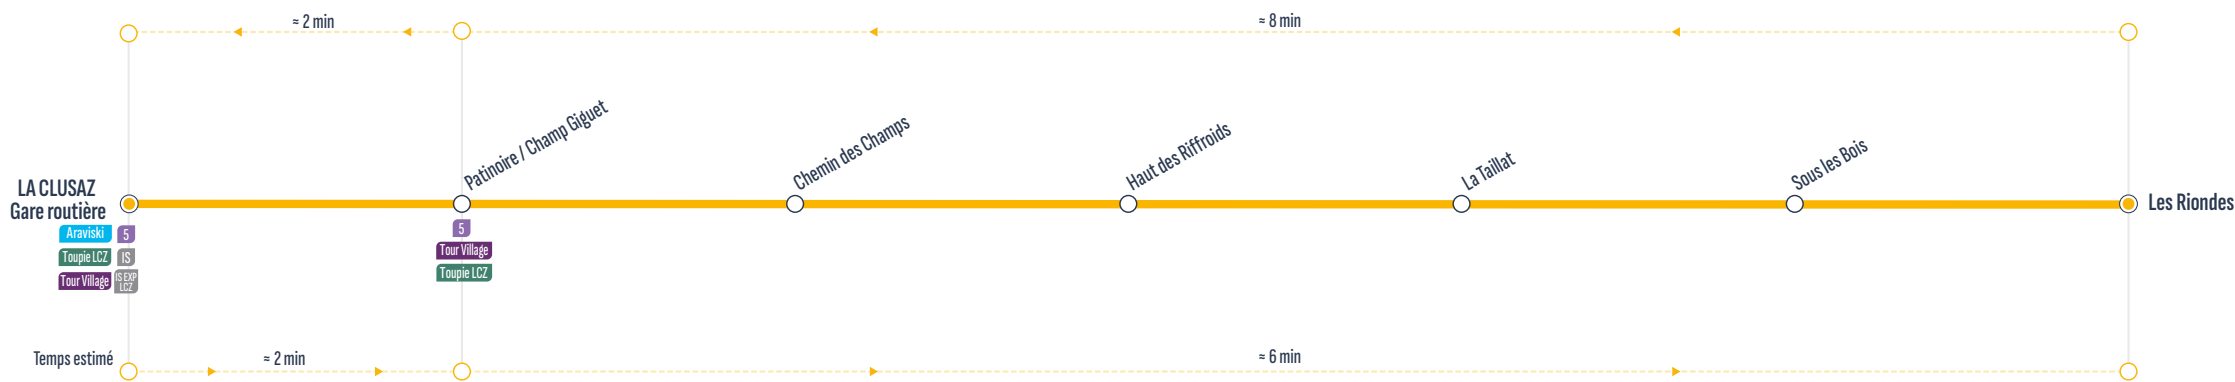 ≈ 2 min
≈ 8 min
Patinoire / Champ Giguet
Chemin des Champs
Haut des Riffroids
La Taillat
Sous les Bois
LA CLUSAZ
Gare routière
Les Riondes
Araviski 5
Toupie LCZ IS
Tour Village IS EXP
LCZ
5
Tour Village
Toupie LCZ
Temps estimé
≈ 2 min
≈ 6 min